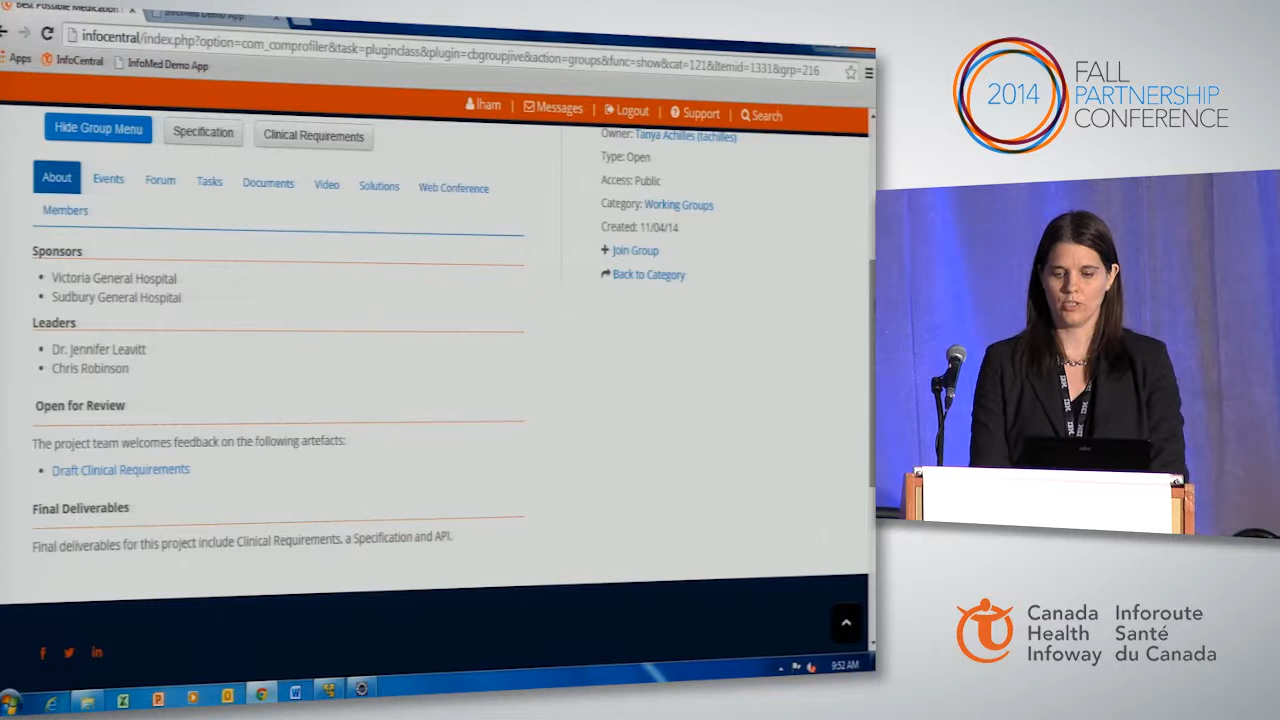 Best Possible Medication
InfoMed Demo App
infocentral/index.php?option=com_comprofiler&task=pluginclass&plugin=cbgroupjive&action=groups&func=show&cat=121&Itemid=1331&grp=216
Apps InfoCentral InfoMed Demo App
lham | Messages | Logout | Support | Search
Hide Group Menu Specification Clinical Requirements
About Events Forum Tasks Documents Video Solutions Web Conference
Members
Sponsors
• Victoria General Hospital
• Sudbury General Hospital
Leaders
• Dr. Jennifer Leavitt
• Chris Robinson
Open for Review
The project team welcomes feedback on the following artefacts:
• Draft Clinical Requirements
Final Deliverables
Final deliverables for this project include Clinical Requirements, a Specification and API.
Owner: Tanya Achilles (tachilles)
Type: Open
Access: Public
Category: Working Groups
Created: 11/04/14
+ Join Group
Back to Category
9:52 AM
2014
FALL
PARTNERSHIP
CONFERENCE
IBM
Canada Inforoute
Health Santé
Infoway du Canada